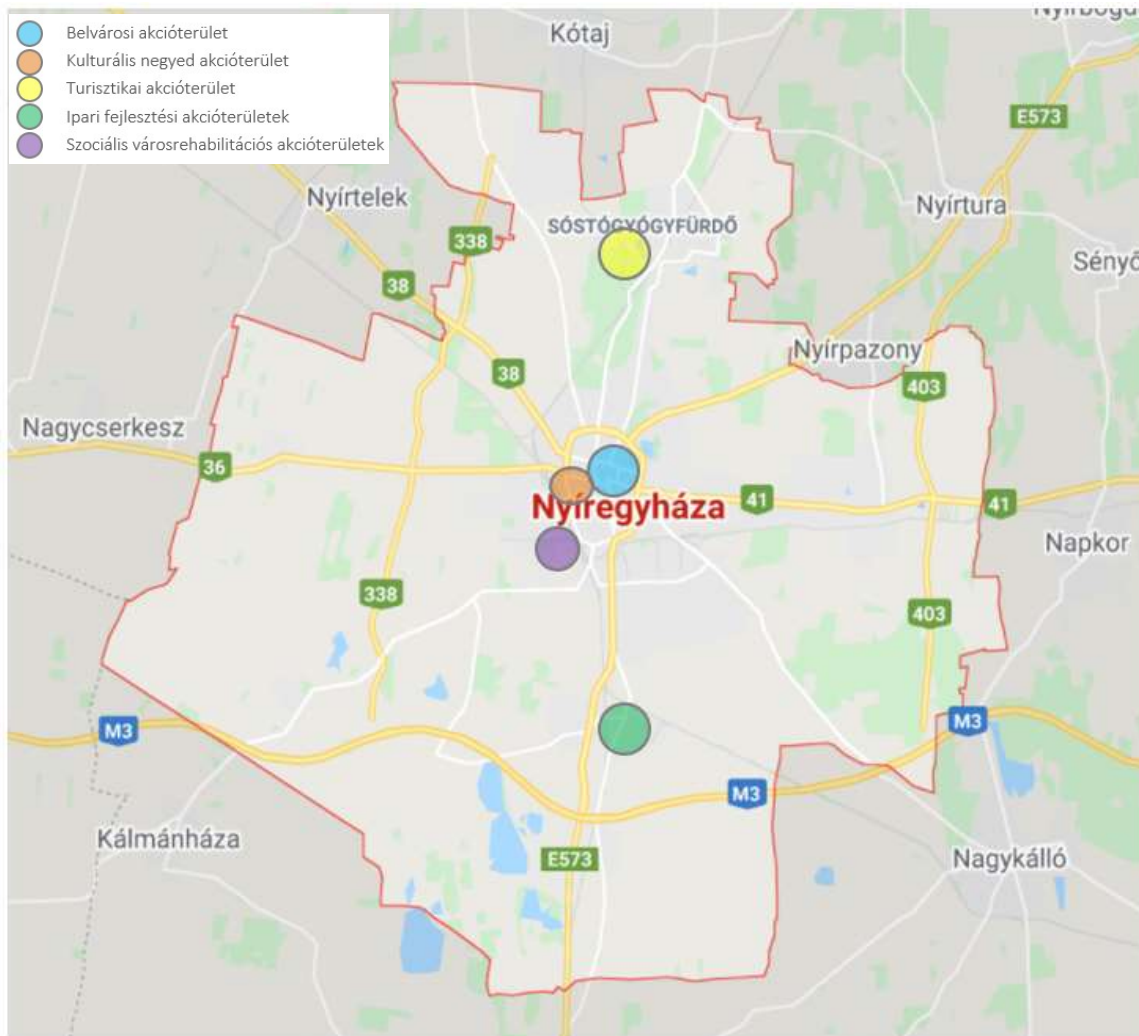 Belvárosi akcióterület
Kulturális negyed akcióterület
Turisztikai akcióterület
Ipari fejlesztési akcióterületek
Szociális városrehabilitációs akcióterületek
Kótaj
E573
Nyírtelek
Nyírtura
SÓSTÓGYÓGYFÜRDŐ
338
Sényő
38
Nyírpazony
38
403
Nagycserkesz
36
41
41
Nyíregyháza
Napkor
338
403
M3
M3
M3
Kálmánháza
E573
Nagykálló